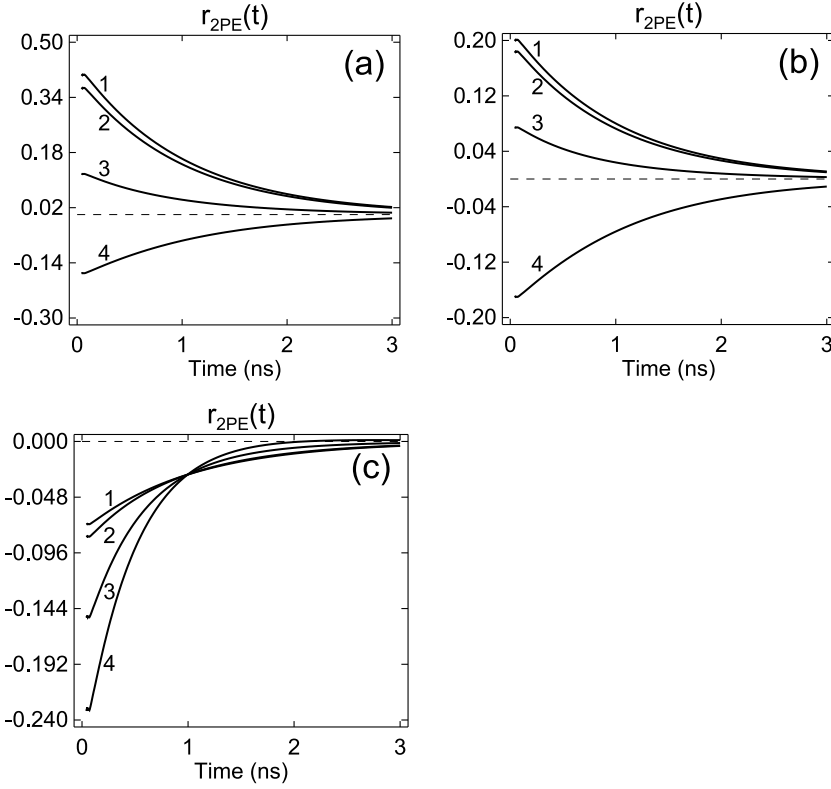 r2PE(t)
0.50
0.34
0.18
0.02
-0.14
-0.30
(a)
1
2
3
4
0 1 2 3
Time (ns)
r2PE(t)
0.20
0.12
0.04
-0.04
-0.12
-0.20
(b)
1
2
3
4
0 1 2 3
Time (ns)
r2PE(t)
0.000
-0.048
-0.096
-0.144
-0.192
-0.240
(c)
1
2
3
4
0 1 2 3
Time (ns)